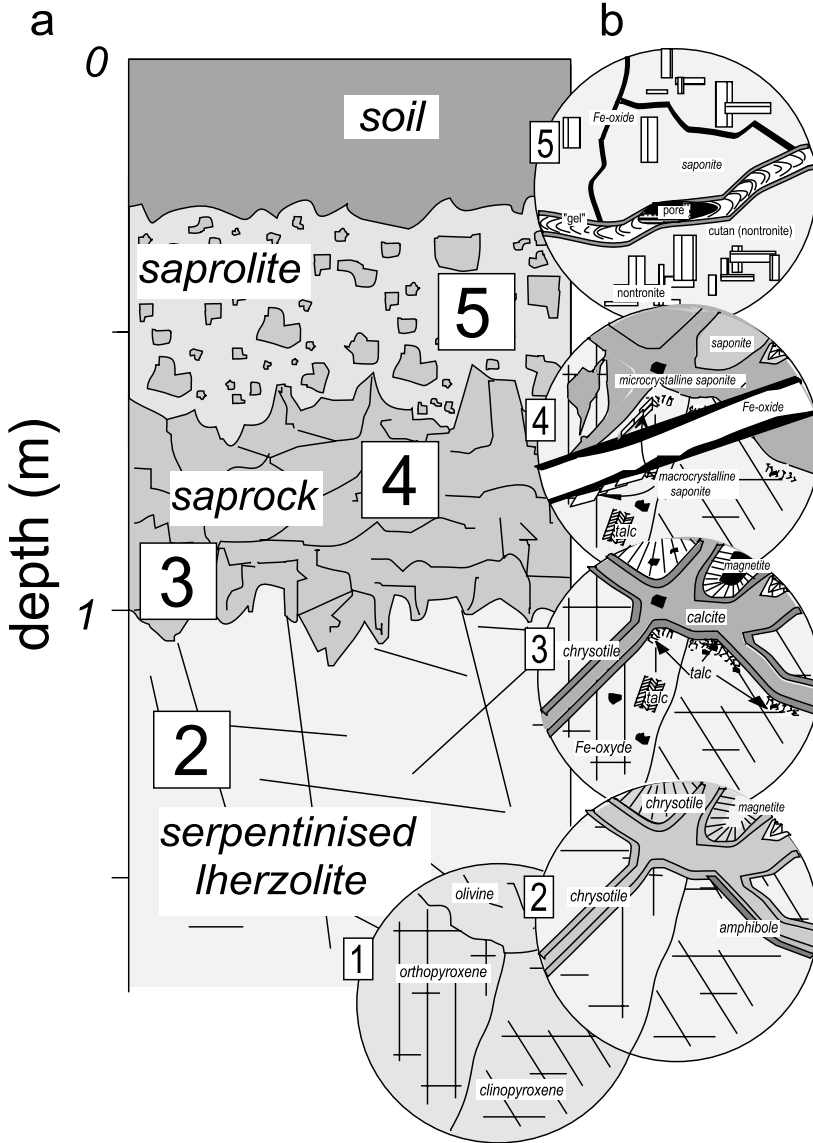 a
b
0
soil
saprolite
5
saprock
4
3
1
depth (m)
2
serpentinised
lherzolite
5
Fe-oxide
saponite
"gel"
pore
cutan (nontronite)
nontronite
4
saponite
microcrystalline saponite
Fe-oxide
macrocrystalline
saponite
talc
3
magnetite
calcite
chrysotile
talc
talc
Fe-oxyde
2
chrysotile
magnetite
chrysotile
amphibole
1
olivine
orthopyroxene
clinopyroxene